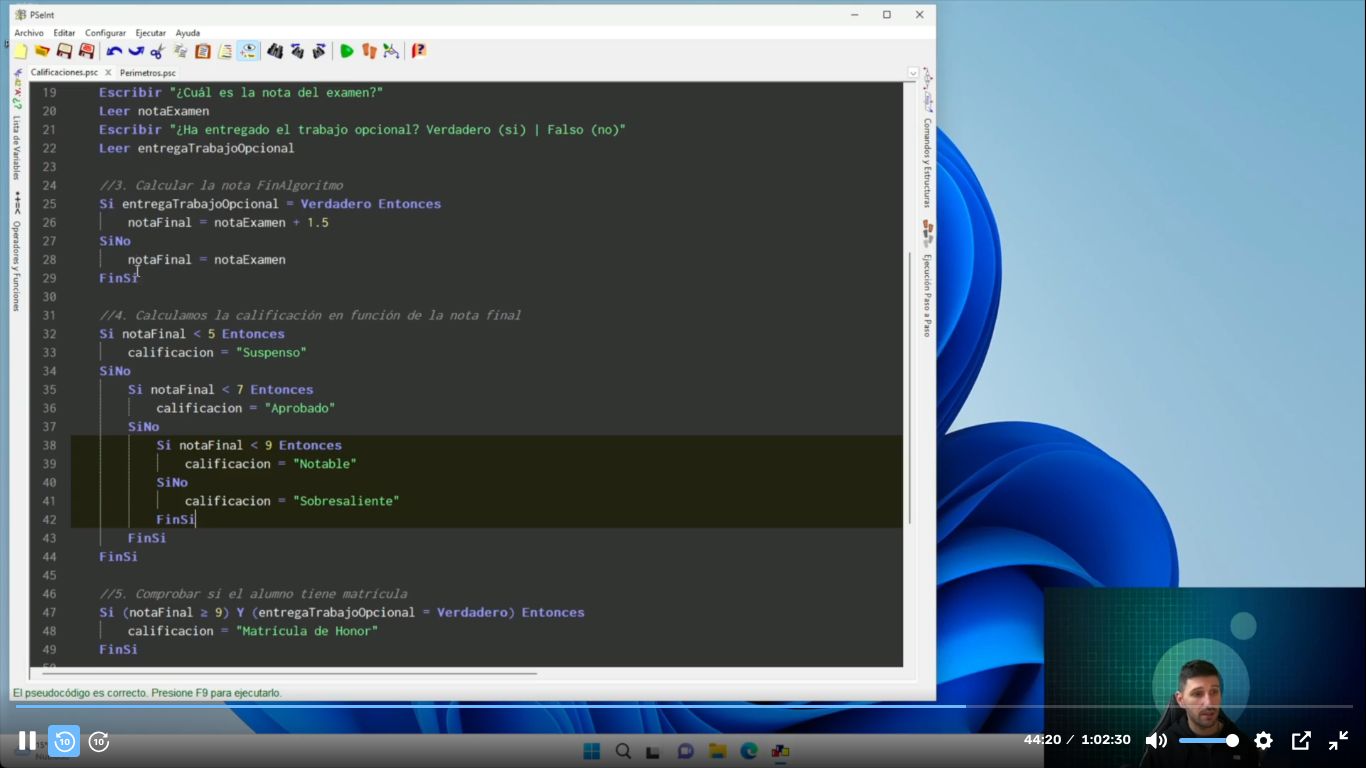 PSeInt
Archivo Editar Configurar Ejecutar Ayuda
Calificaciones.psc Perimetros.psc
19 Escribir "¿Cuál es la nota del examen?"
20 Leer notaExamen
21 Escribir "¿Ha entregado el trabajo opcional? Verdadero (si) | Falso (no)"
22 Leer entregaTrabajoOpcional
23
24 //3. Calcular la nota FinAlgoritmo
25 Si entregaTrabajoOpcional = Verdadero Entonces
26 notaFinal = notaExamen + 1.5
27 SiNo
28 notaFinal = notaExamen
29 FinSi
30
31 //4. Calculamos la calificación en función de la nota final
32 Si notaFinal < 5 Entonces
33 calificacion = "Suspenso"
34 SiNo
35 Si notaFinal < 7 Entonces
36 calificacion = "Aprobado"
37 SiNo
38 Si notaFinal < 9 Entonces
39 calificacion = "Notable"
40 SiNo
41 calificacion = "Sobresaliente"
42 FinSi
43 FinSi
44 FinSi
45
46 //5. Comprobar si el alumno tiene matrícula
47 Si (notaFinal ≥ 9) Y (entregaTrabajoOpcional = Verdadero) Entonces
48 calificacion = "Matrícula de Honor"
49 FinSi
Lista de Variables
Operadores y Funciones
Comandos y Estructuras
Ejecución Paso a Paso
El pseudocódigo es correcto. Presione F9 para ejecutarlo.
10 10
44:20 / 1:02:30